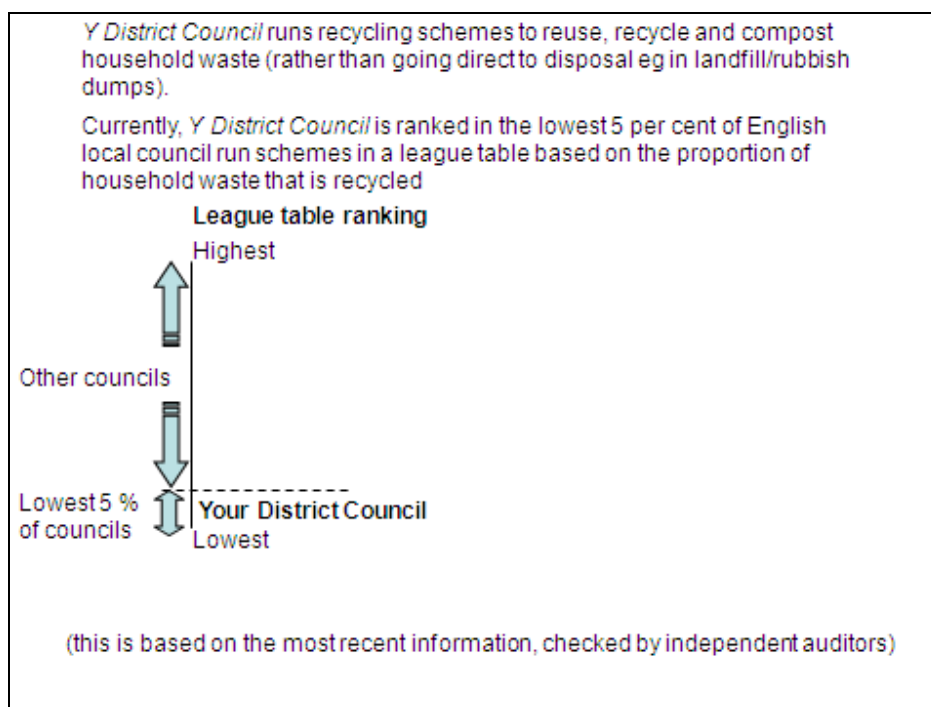 Y District Council runs recycling schemes to reuse, recycle and compost
household waste (rather than going direct to disposal eg in landfill/rubbish
dumps).
Currently, Y District Council is ranked in the lowest 5 per cent of English
local council run schemes in a league table based on the proportion of
household waste that is recycled
League table ranking
Highest
Other councils
Lowest 5 %
of councils
Your District Council
Lowest
(this is based on the most recent information, checked by independent auditors)